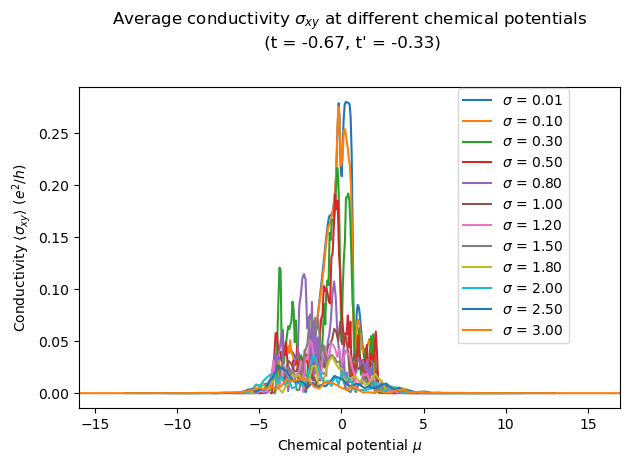 Average conductivity σxy at different chemical potentials
(t = -0.67, t' = -0.33)
Conductivity ⟨σxy⟩ (e²/h)
0.25
0.20
0.15
0.10
0.05
0.00
σ = 0.01
σ = 0.10
σ = 0.30
σ = 0.50
σ = 0.80
σ = 1.00
σ = 1.20
σ = 1.50
σ = 1.80
σ = 2.00
σ = 2.50
σ = 3.00
−15 −10 −5 0 5 10 15
Chemical potential μ